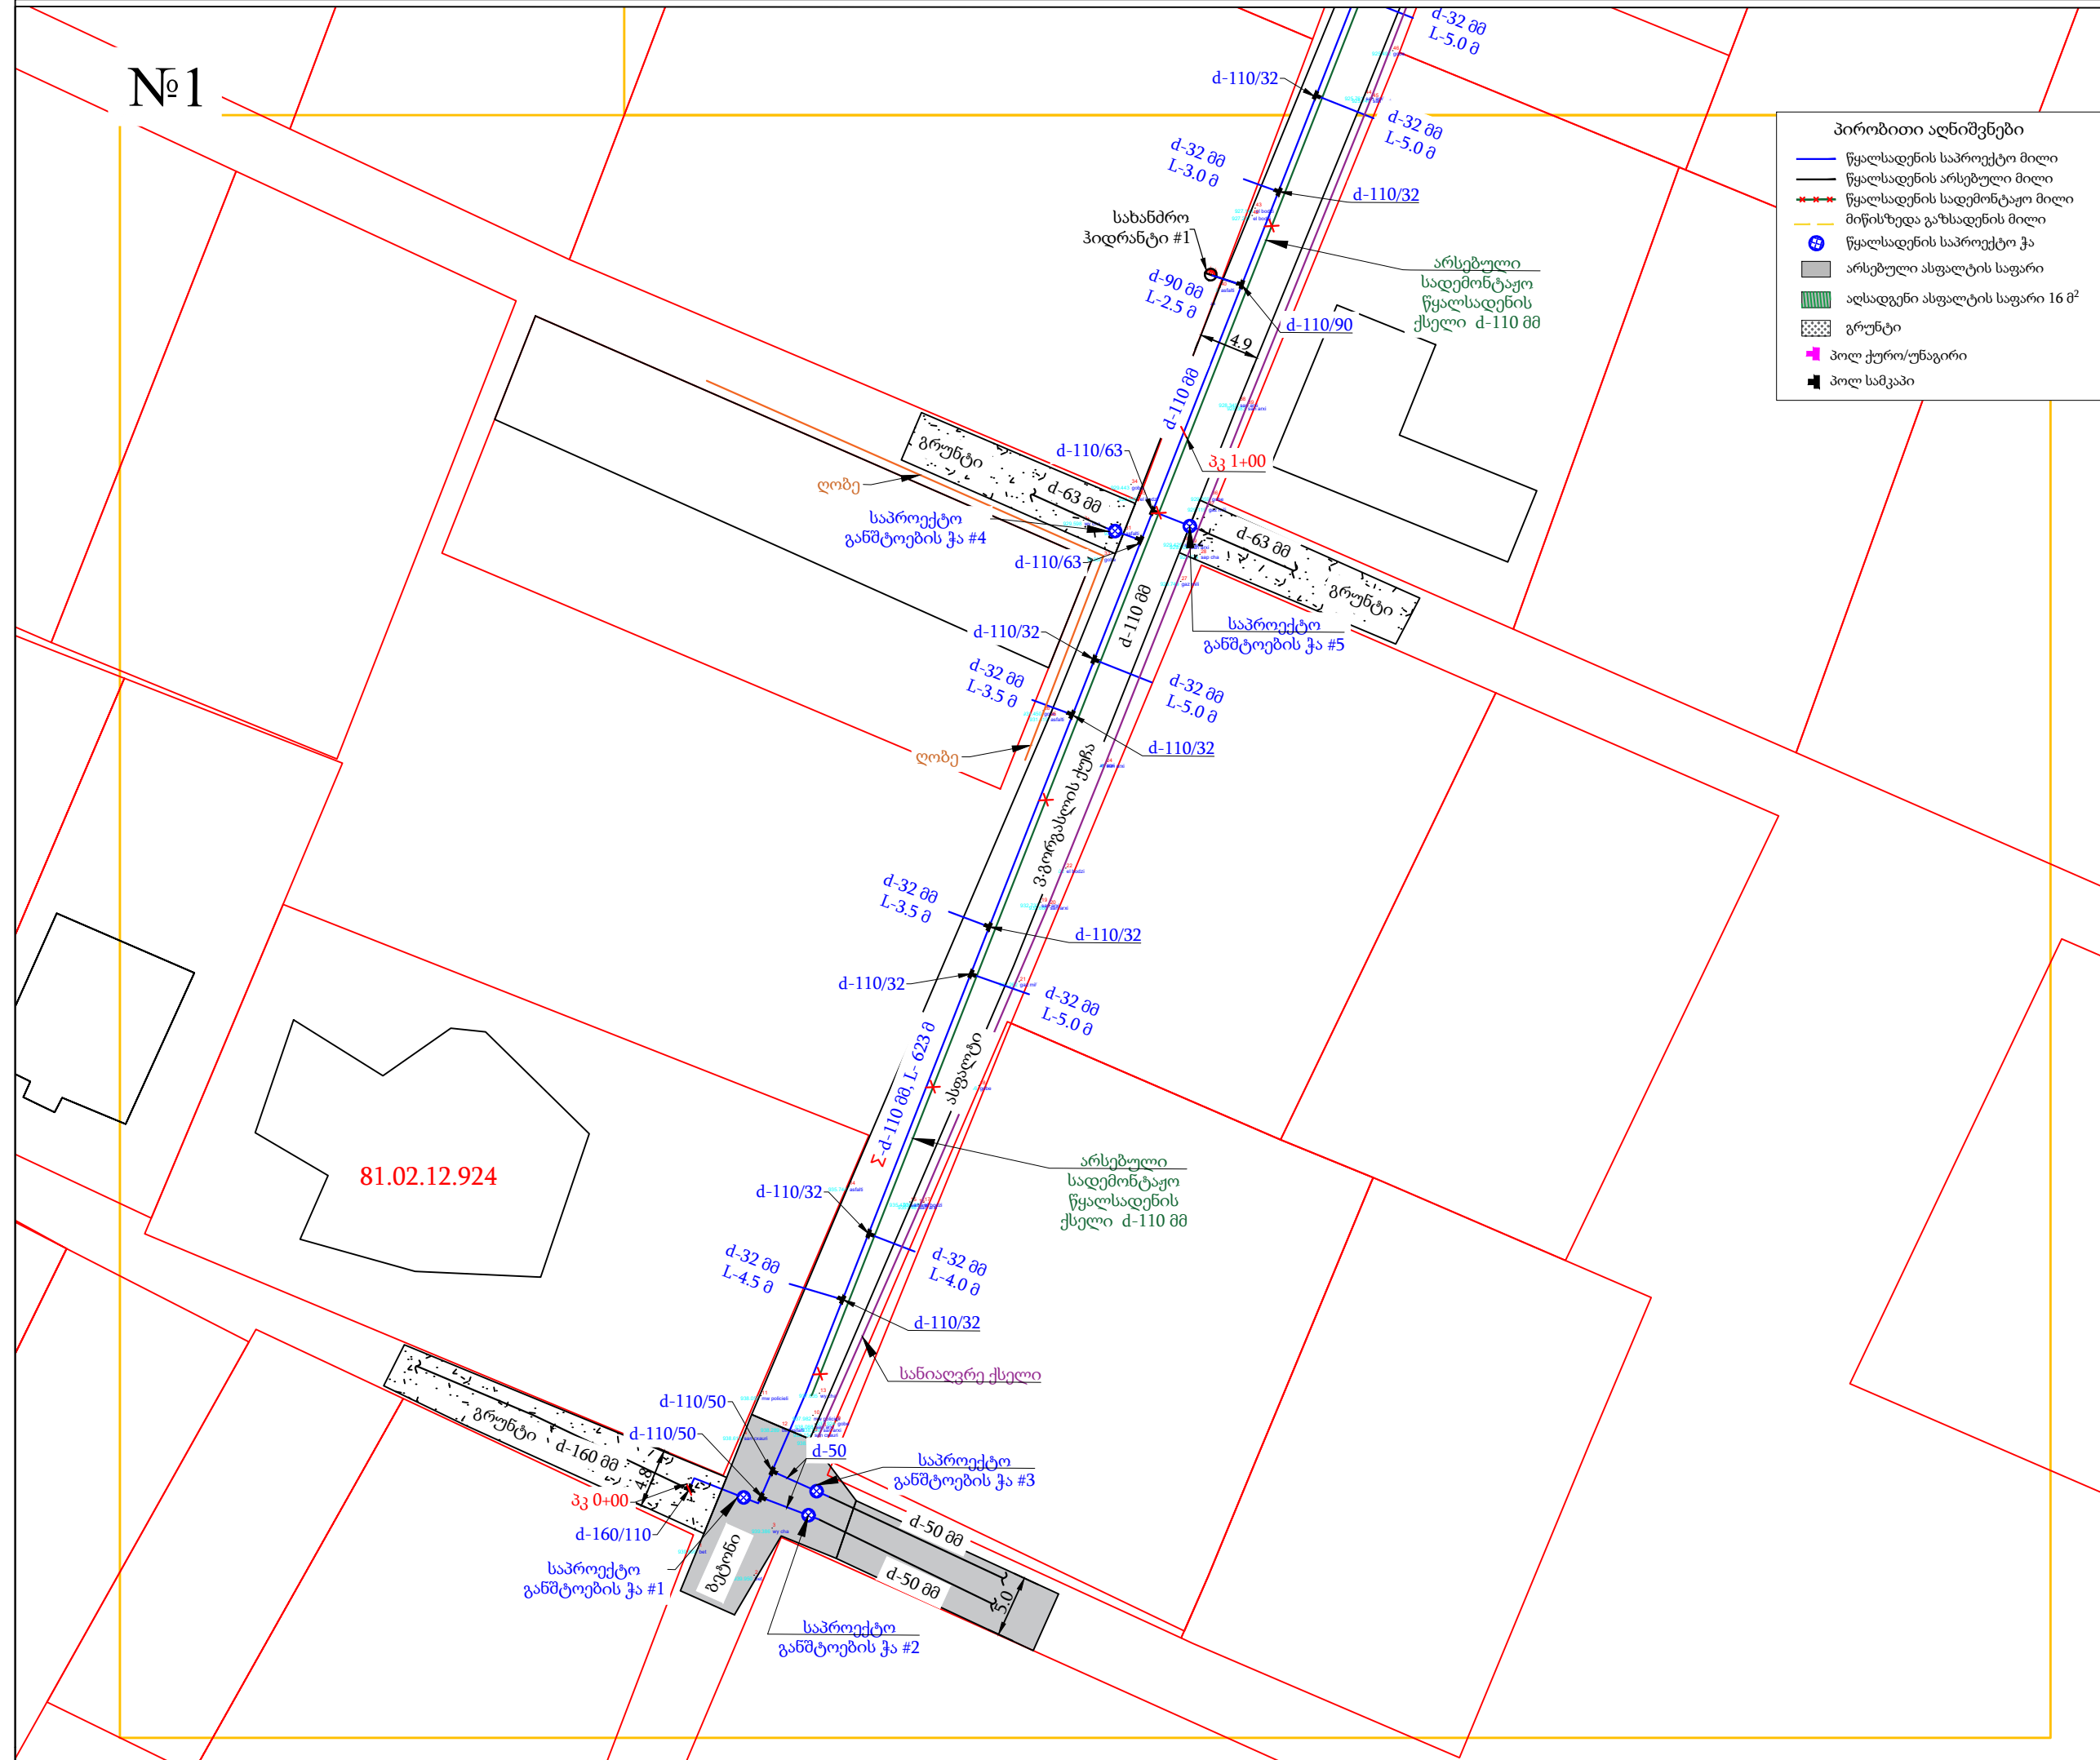 №1
d-32 მმ
L-5.0 მ
d-110/32
d-32 მმ
L-5.0 მ
d-32 მმ
L-3.0 მ
d-110/32
სახანძრო
ჰიდრანტი #1
d-90 მმ
L-2.5 მ
არსებული
სადემონტაჟო
წყალსადენის
ქსელი d-110 მმ
d-110/90
4.9
d-110 მმ
პირობითი აღნიშვნები
წყალსადენის საპროექტო მილი
წყალსადენის არსებული მილი
წყალსადენის სადემონტაჟო მილი
მიწისზედა გაზსადენის მილი
წყალსადენის საპროექტო ჭა
არსებული ასფალტის საფარი
აღსადგენი ასფალტის საფარი 16 მ²
გრუნტი
პოლ ქურო/უნაგირი
პოლ სამკაპი
გრუნტი
d-63 მმ
d-110/63
პკ 1+00
ღობე
საპროექტო
განშტოების ჭა #4
d-110/63
d-63 მმ
გრუნტი
d-110 მმ
საპროექტო
განშტოების ჭა #5
d-110/32
d-32 მმ
L-3.5 მ
d-32 მმ
L-5.0 მ
d-110/32
ღობე
ვ.გორგასლის ქუჩა
d-32 მმ
L-3.5 მ
d-110/32
d-110/32
d-32 მმ
L-5.0 მ
Σ-d-110 მმ, L- 623 მ
ასფალტი
81.02.12.924
არსებული
სადემონტაჟო
წყალსადენის
ქსელი d-110 მმ
d-110/32
d-32 მმ
L-4.5 მ
d-32 მმ
L-4.0 მ
d-110/32
სანიაღვრე ქსელი
d-110/50
d-110/50
d-50
გრუნტი
d-160 მმ
4.8
საპროექტო
განშტოების ჭა #3
პკ 0+00
d-160/110
საპროექტო
განშტოების ჭა #1
ბეტონი
d-50 მმ
d-50 მმ
5.0
საპროექტო
განშტოების ჭა #2